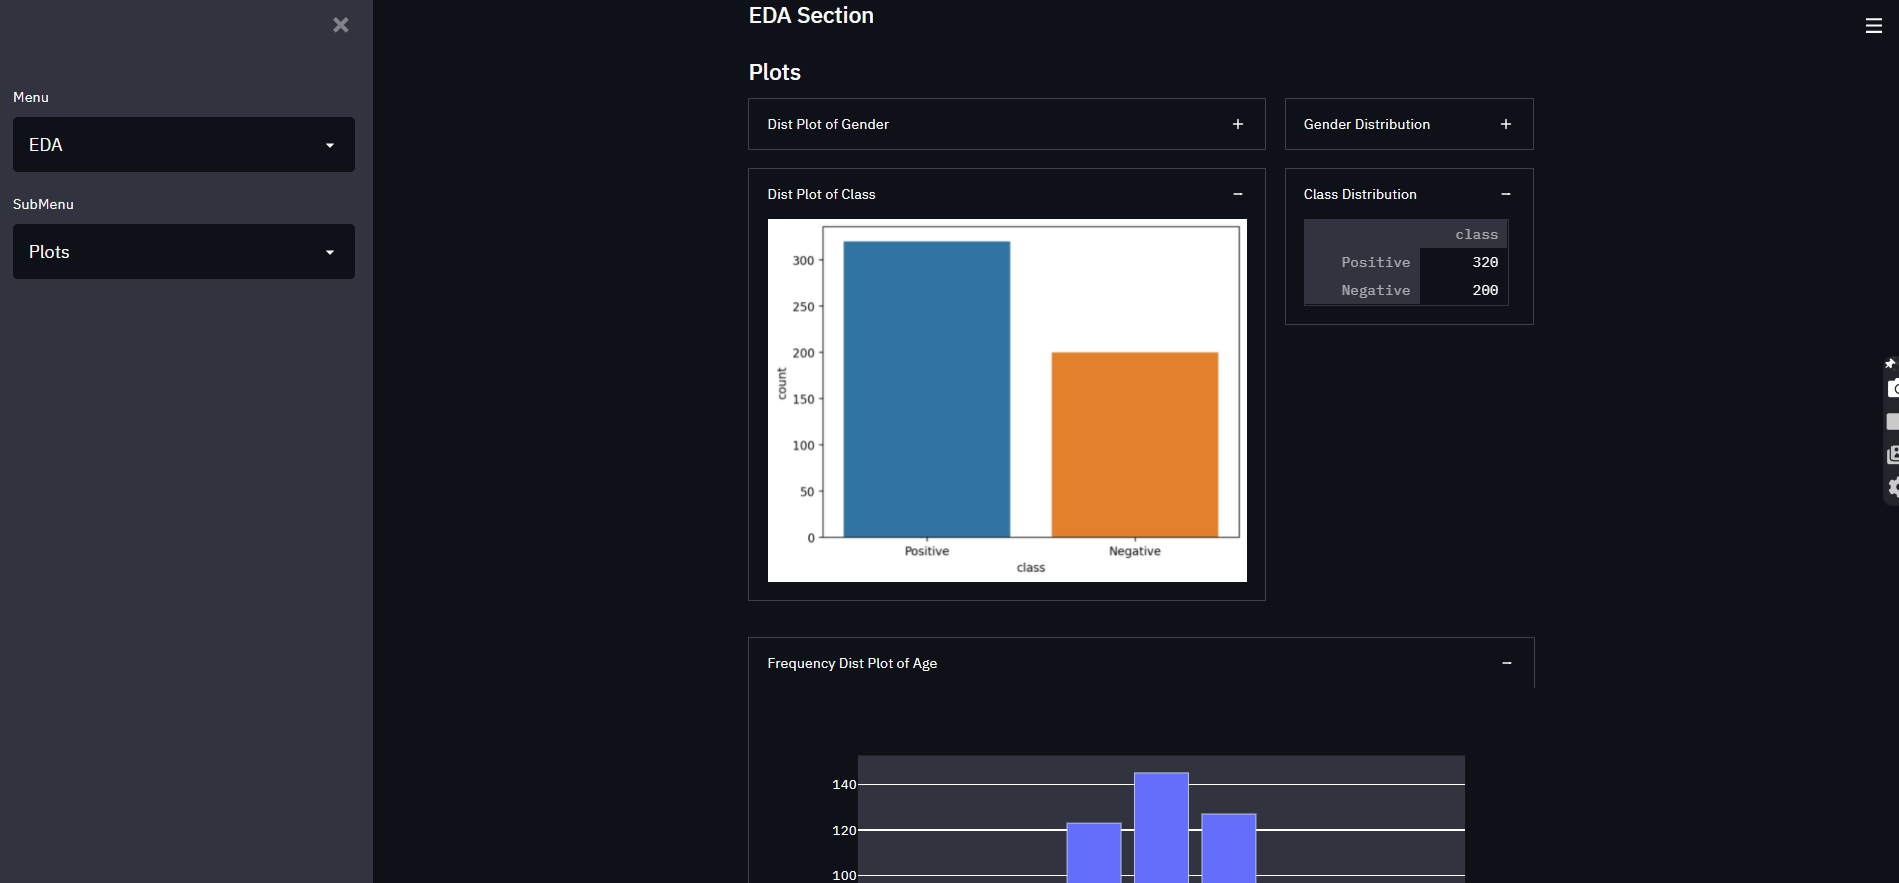 EDA Section
Menu
EDA
SubMenu
Plots
Plots
Dist Plot of Gender
Gender Distribution
Dist Plot of Class
300
250
200
150
100
50
0
count
Positive Negative
class
Class Distribution
class
Positive 320
Negative 200
Frequency Dist Plot of Age
140
120
100